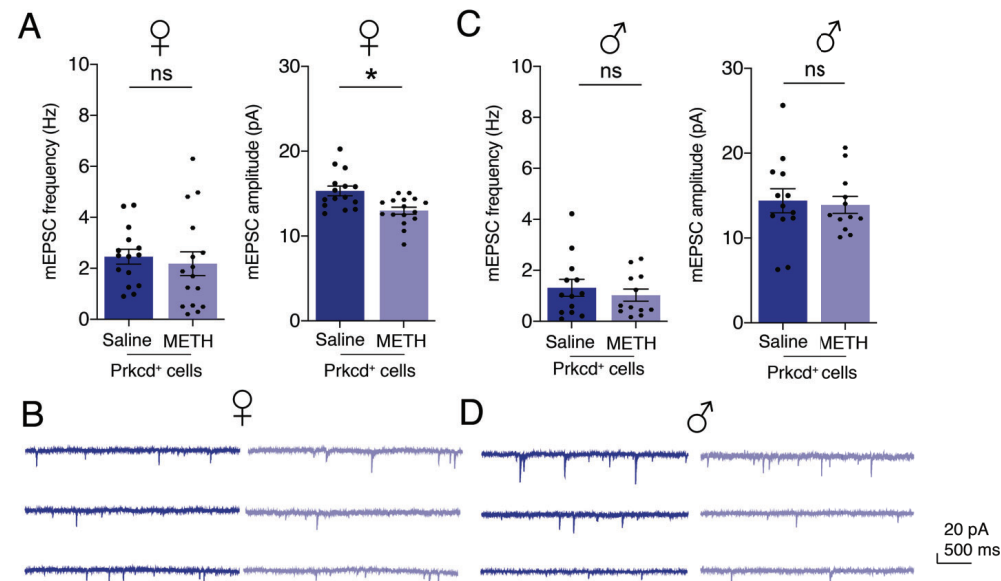 A
♀
ns
mEPSC frequency (Hz)
10
8
6
4
2
0
Saline METH
Prkcd⁺ cells
♀
*
mEPSC amplitude (pA)
30
20
10
0
Saline METH
Prkcd⁺ cells
C
♂
ns
mEPSC frequency (Hz)
10
8
6
4
2
0
Saline METH
Prkcd⁺ cells
♂
ns
mEPSC amplitude (pA)
30
20
10
0
Saline METH
Prkcd⁺ cells
B
♀
D
♂
20 pA
500 ms